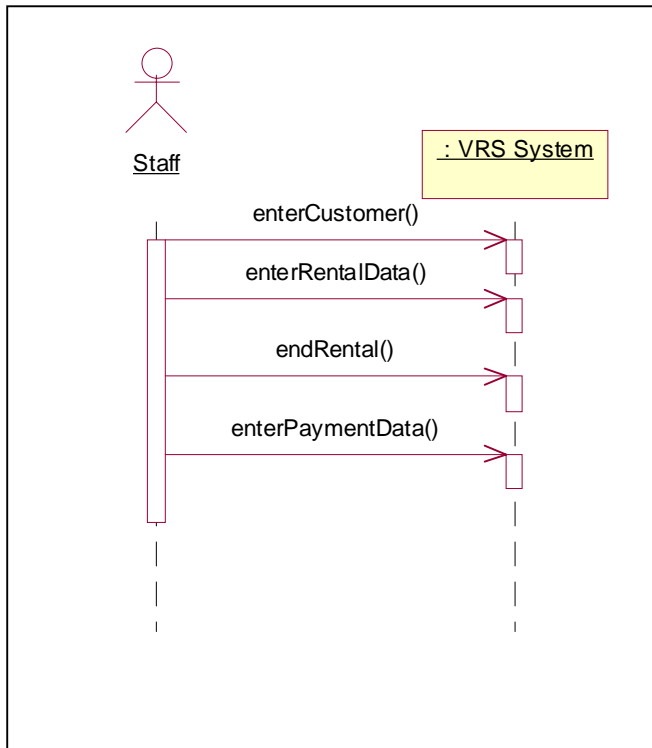 Staff
: VRS System
enterCustomer()
enterRentalData()
endRental()
enterPaymentData()